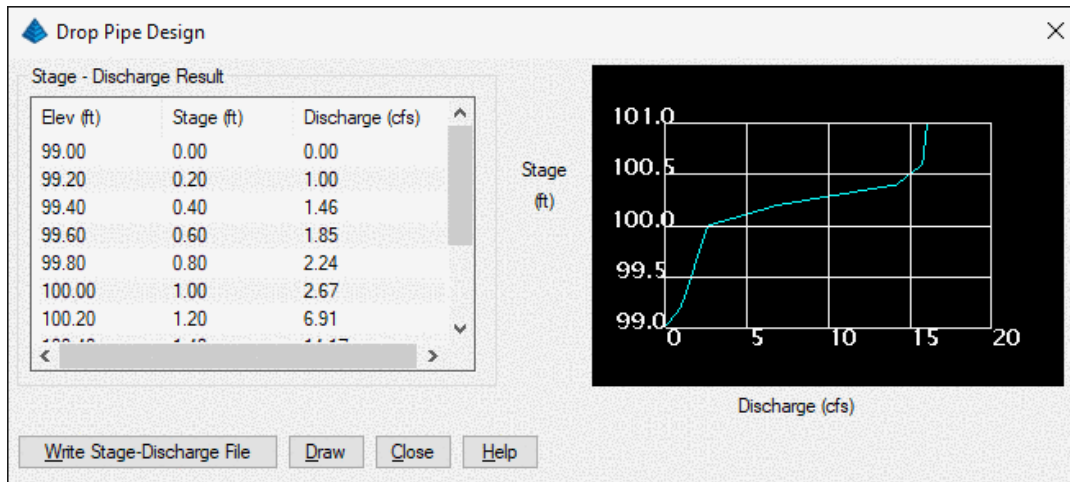 Drop Pipe Design
Stage - Discharge Result
Elev (ft) Stage (ft) Discharge (cfs)
99.00 0.00 0.00
99.20 0.20 1.00
99.40 0.40 1.46
99.60 0.60 1.85
99.80 0.80 2.24
100.00 1.00 2.67
100.20 1.20 6.91
Stage
(ft)
101.0
100.5
100.0
99.5
99.0
0 5 10 15 20
Discharge (cfs)
Write Stage-Discharge File Draw Close Help